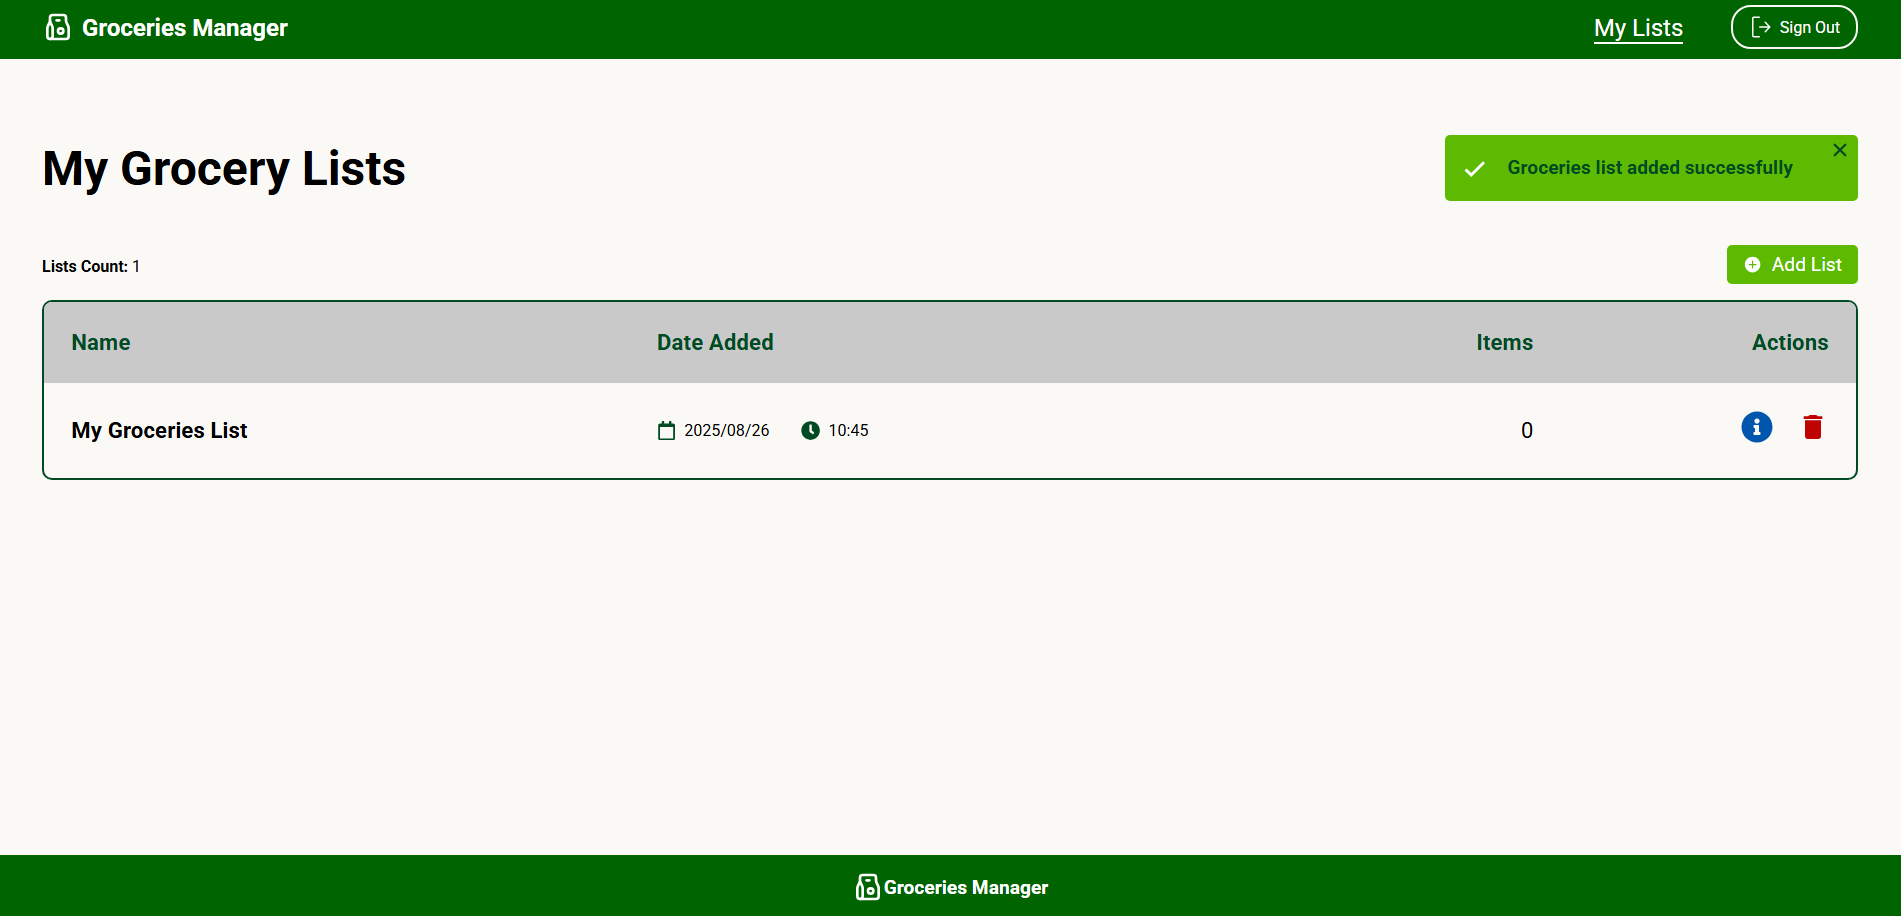 Groceries Manager
My Lists
Sign Out
My Grocery Lists
Groceries list added successfully
Lists Count: 1
Add List
Name Date Added Items Actions
My Groceries List 2025/08/26 10:45 0
Groceries Manager